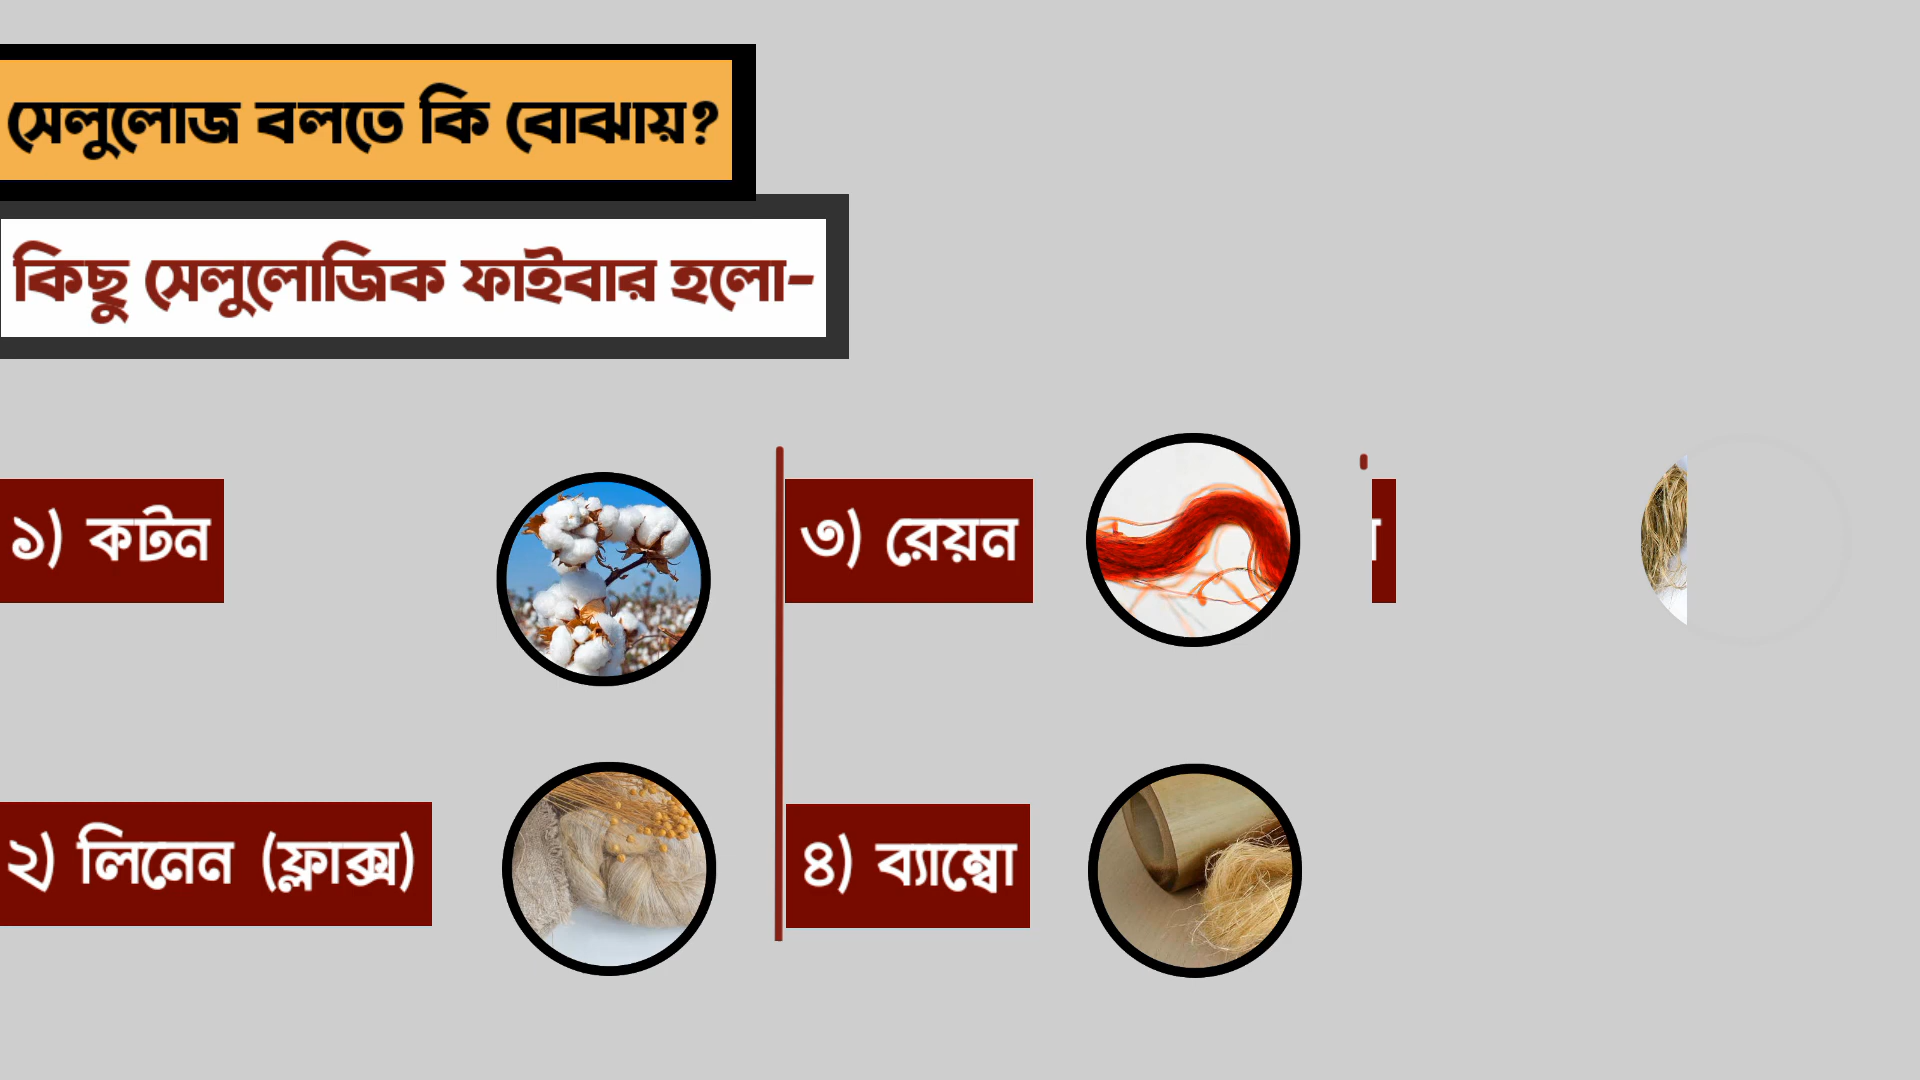 সেলুলোজ বলতে কি বোঝায়?
কিছু সেলুলোজিক ফাইবার হলো-
১) কটন
২) লিনেন (ফ্লাক্স)
৩) রেয়ন
৪) ব্যাম্বো